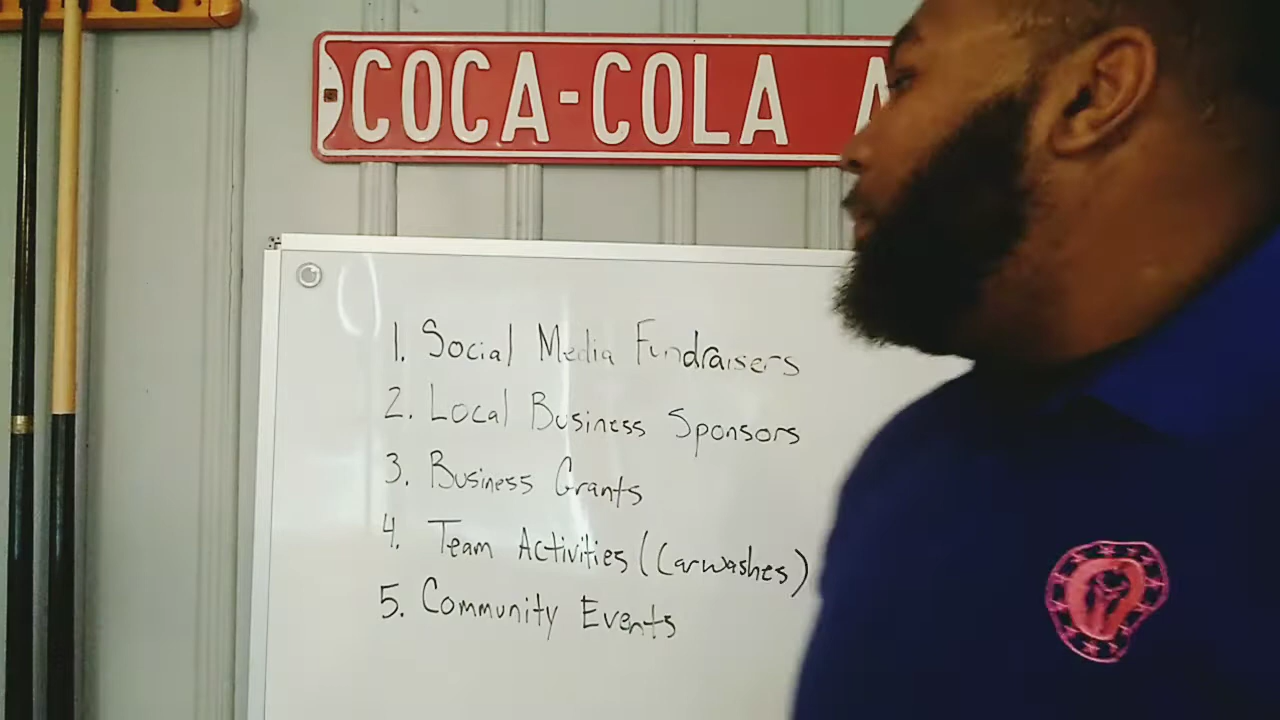 COCA-COLA A
1. Social Media Fundraisers
2. Local Business Sponsors
3. Business Grants
4. Team Activities (Carwashes)
5. Community Events